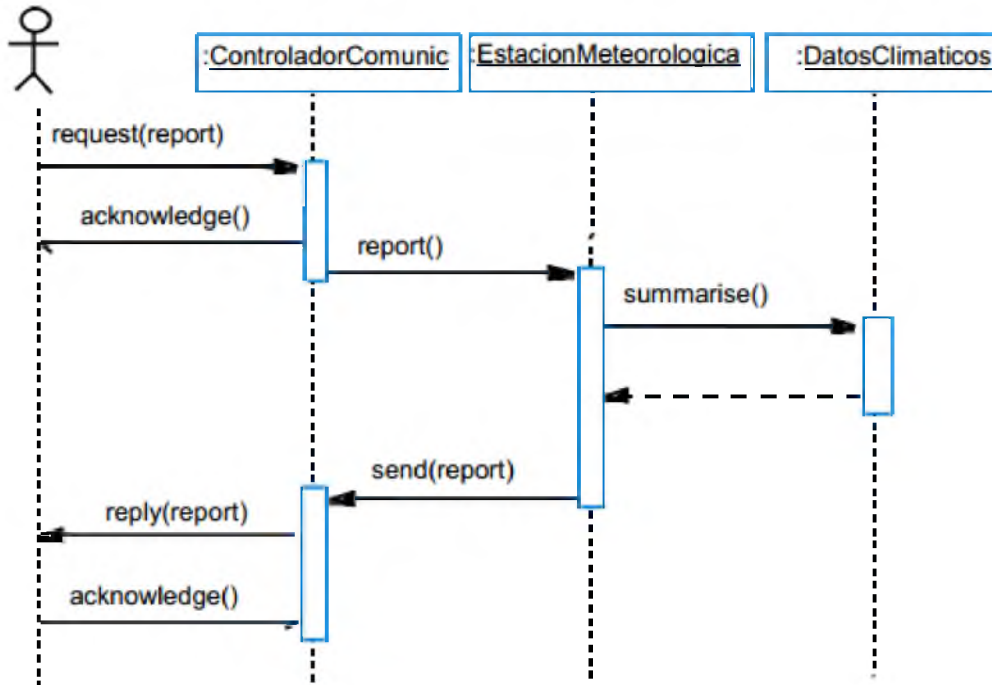 :ControladorComunic
:EstacionMeteorologica
:DatosClimaticos
request(report)
acknowledge()
report()
summarise()
send(report)
reply(report)
acknowledge()